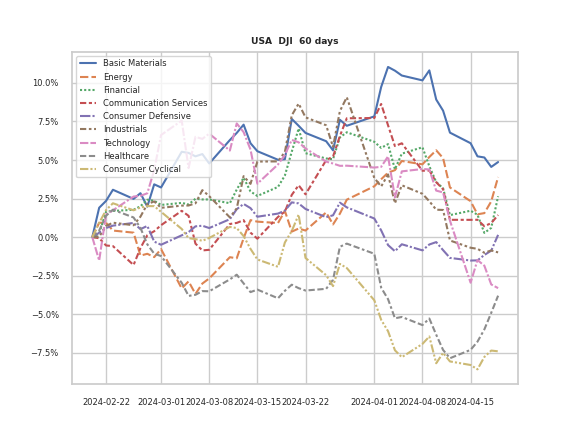 USA  DJI  60 days
Basic Materials
Energy
Financial
Communication Services
Consumer Defensive
Industrials
Technology
Healthcare
Consumer Cyclical
10.0%
7.5%
5.0%
2.5%
0.0%
−2.5%
−5.0%
−7.5%
2024-02-22 2024-03-01 2024-03-08 2024-03-15 2024-03-22 2024-04-01 2024-04-08 2024-04-15